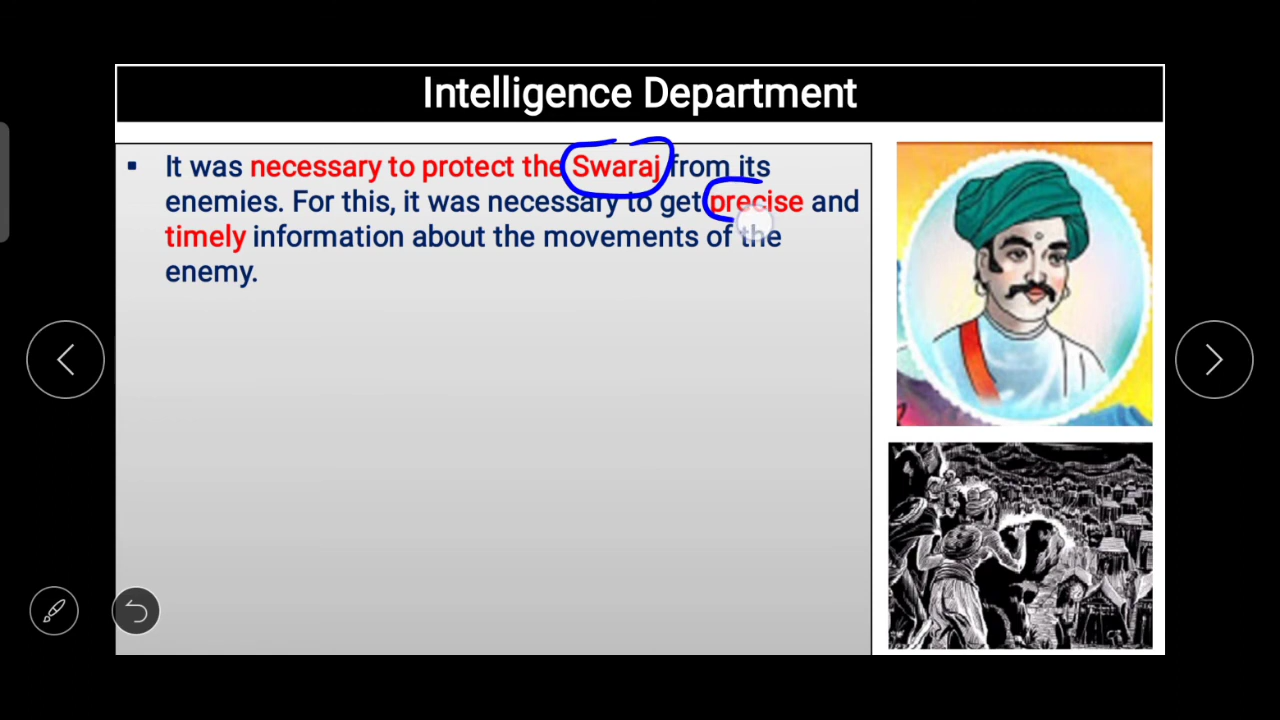 Intelligence Department
▪ It was necessary to protect the Swaraj from its
enemies. For this, it was necessary to get precise and
timely information about the movements of the
enemy.